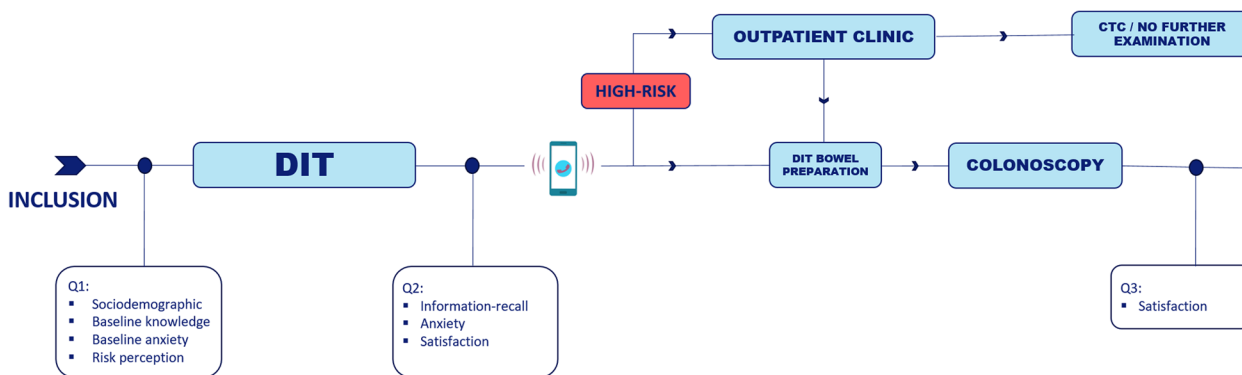 OUTPATIENT CLINIC
CTC / NO FURTHER
EXAMINATION
HIGH-RISK
INCLUSION
DIT
DIT BOWEL
PREPARATION
COLONOSCOPY
Q1:
▪ Sociodemographic
▪ Baseline knowledge
▪ Baseline anxiety
▪ Risk perception
Q2:
▪ Information-recall
▪ Anxiety
▪ Satisfaction
Q3:
▪ Satisfaction